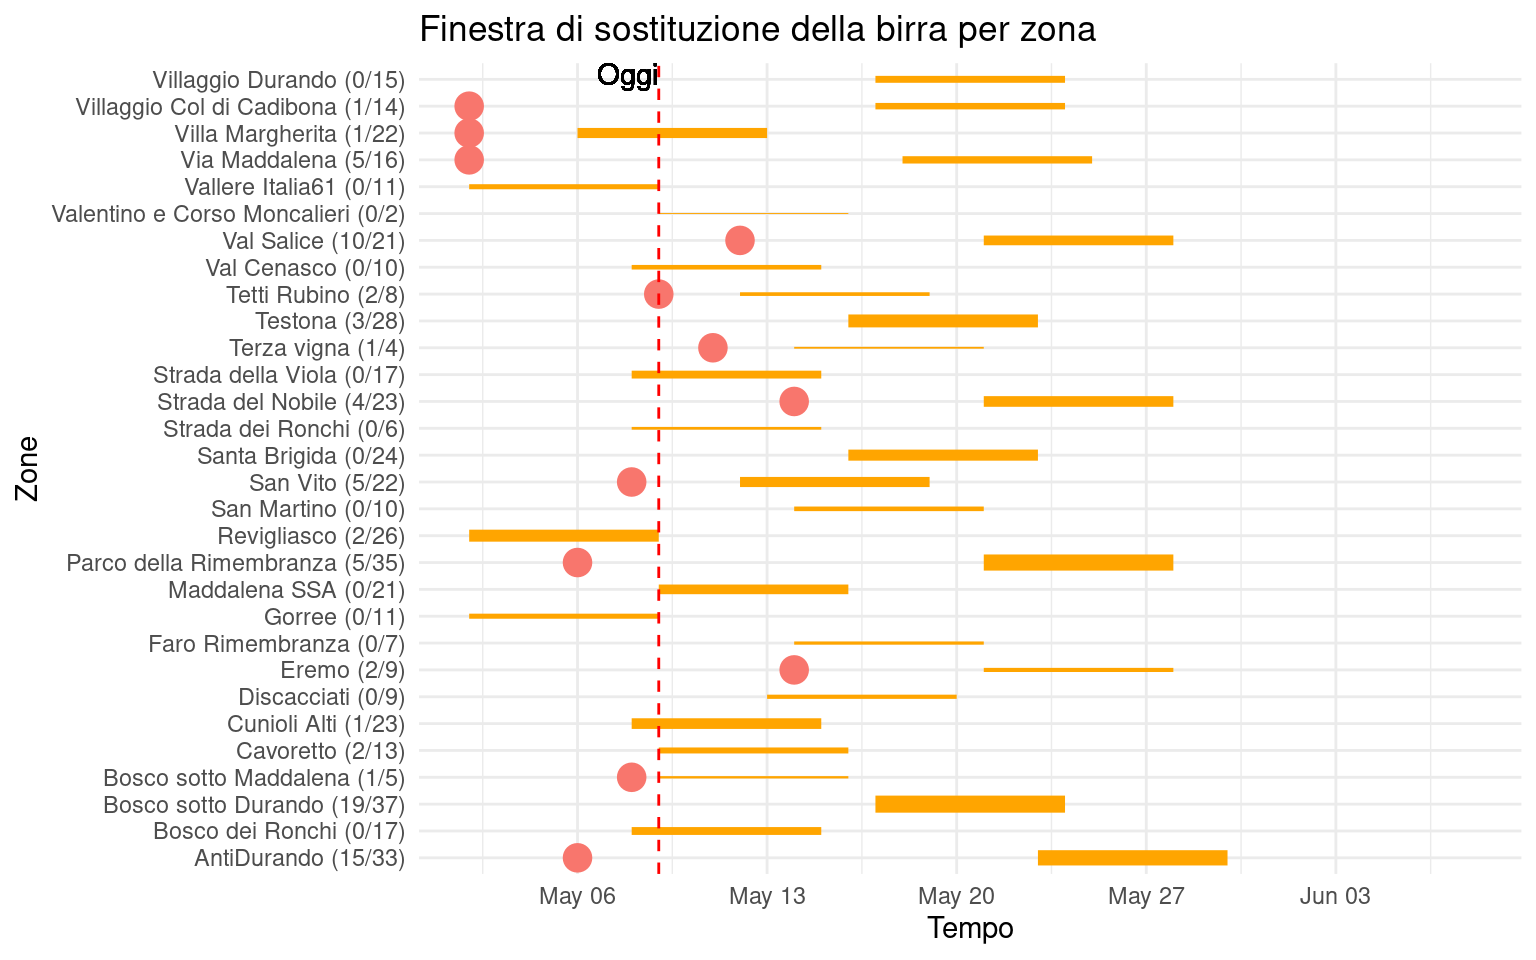 Finestra di sostituzione della birra per zona
Oggi
Zone
Villaggio Durando (0/15)
Villaggio Col di Cadibona (1/14)
Villa Margherita (1/22)
Via Maddalena (5/16)
Vallere Italia61 (0/11)
Valentino e Corso Moncalieri (0/2)
Val Salice (10/21)
Val Cenasco (0/10)
Tetti Rubino (2/8)
Testona (3/28)
Terza vigna (1/4)
Strada della Viola (0/17)
Strada del Nobile (4/23)
Strada dei Ronchi (0/6)
Santa Brigida (0/24)
San Vito (5/22)
San Martino (0/10)
Revigliasco (2/26)
Parco della Rimembranza (5/35)
Maddalena SSA (0/21)
Gorree (0/11)
Faro Rimembranza (0/7)
Eremo (2/9)
Discacciati (0/9)
Cunioli Alti (1/23)
Cavoretto (2/13)
Bosco sotto Maddalena (1/5)
Bosco sotto Durando (19/37)
Bosco dei Ronchi (0/17)
AntiDurando (15/33)
May 06 May 13 May 20 May 27 Jun 03
Tempo